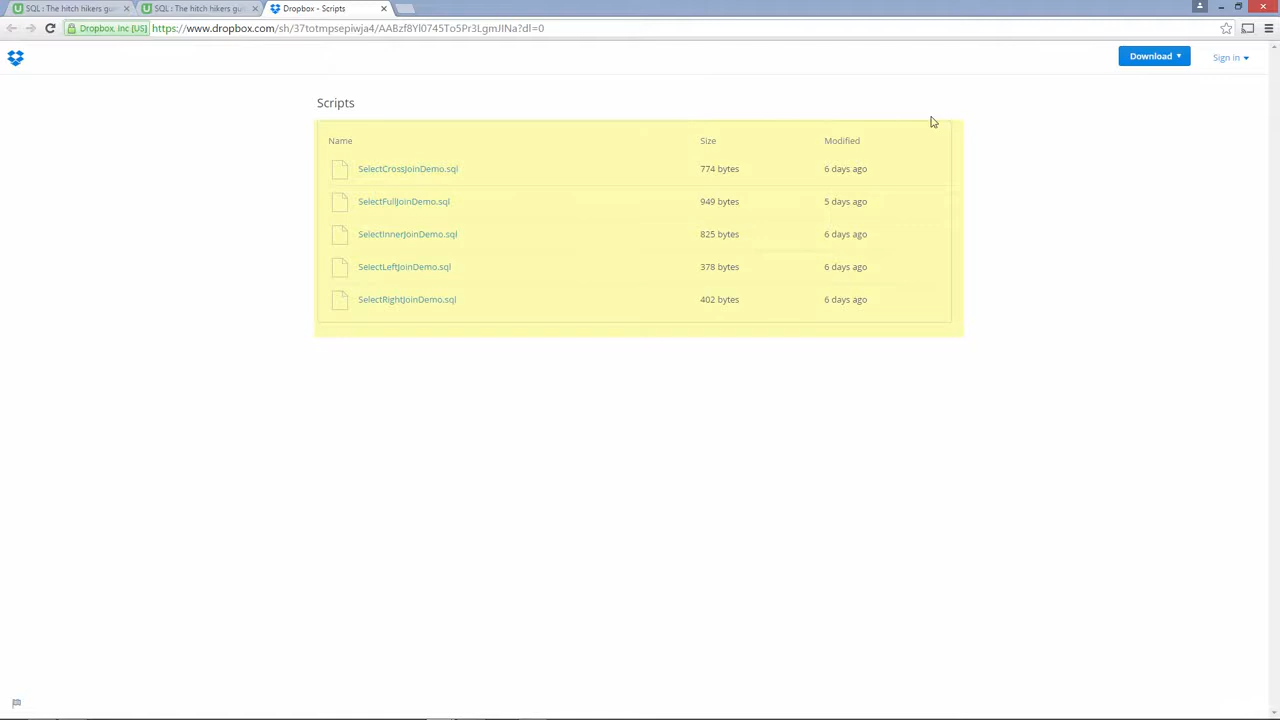 SQL : The hitch hikers gui
SQL : The hitch hikers gui
Dropbox - Scripts
Dropbox, Inc [US]
https://www.dropbox.com/sh/37totmpsepiwja4/AABzf8Yl0745To5Pr3LgmJINa?dl=0
Download
Sign in
Scripts
Name Size Modified
SelectCrossJoinDemo.sql 774 bytes 6 days ago
SelectFullJoinDemo.sql 949 bytes 5 days ago
SelectInnerJoinDemo.sql 825 bytes 6 days ago
SelectLeftJoinDemo.sql 378 bytes 6 days ago
SelectRightJoinDemo.sql 402 bytes 6 days ago